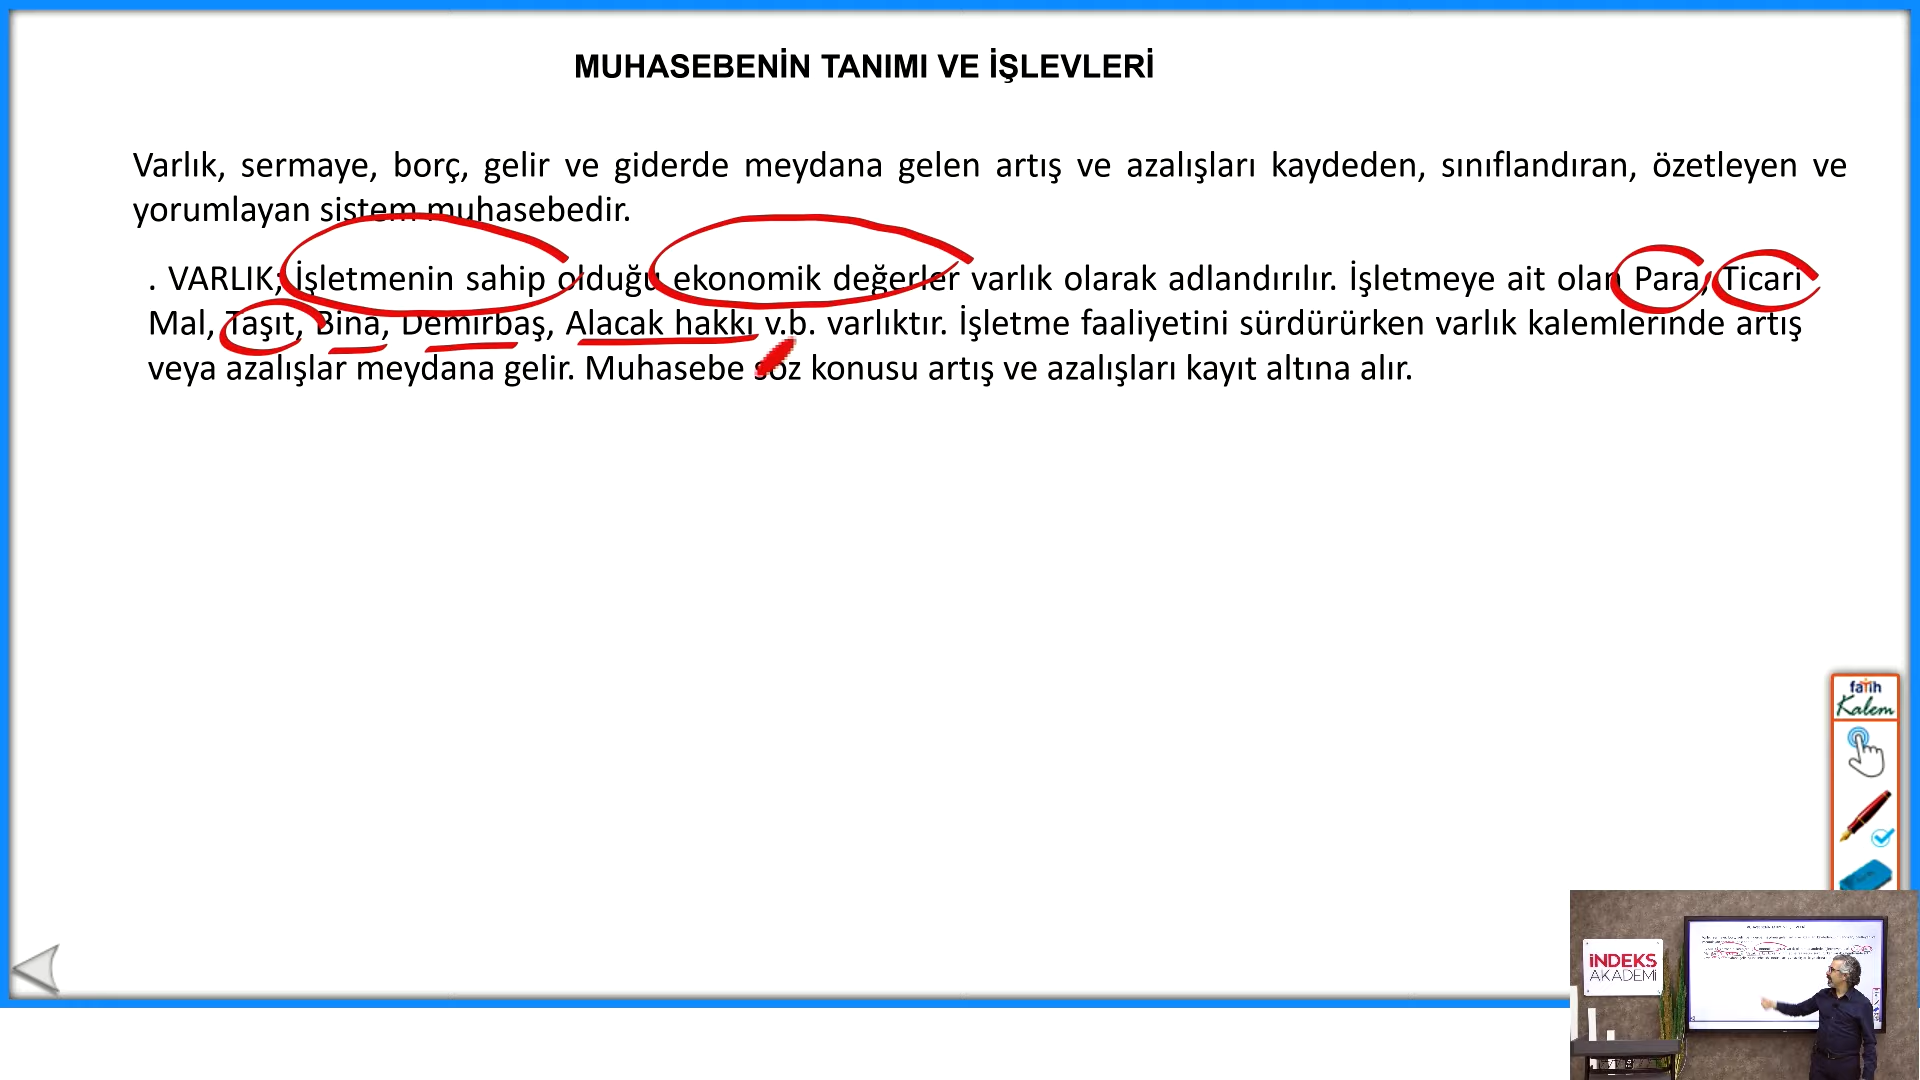 MUHASEBENİN TANIMI VE İŞLEVLERİ
Varlık, sermaye, borç, gelir ve giderde meydana gelen artış ve azalışları kaydeden, sınıflandıran, özetleyen ve
yorumlayan sistem muhasebedir.
. VARLIK; İşletmenin sahip olduğu ekonomik değerler varlık olarak adlandırılır. İşletmeye ait olan Para, Ticari
Mal, Taşıt, Bina, Demirbaş, Alacak hakkı v.b. varlıktır. İşletme faaliyetini sürdürürken varlık kalemlerinde artış
veya azalışlar meydana gelir. Muhasebe söz konusu artış ve azalışları kayıt altına alır.
fatih
Kalem
İNDEKS
AKADEMİ